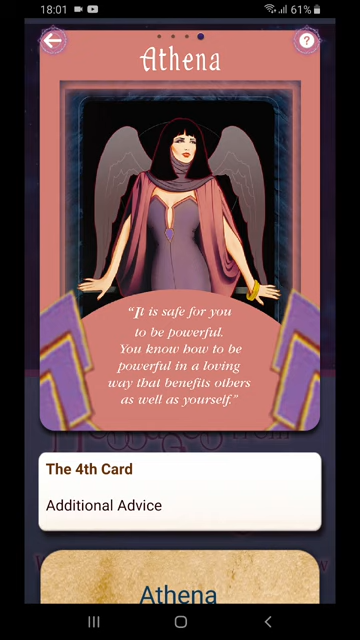 18:01
61%
?
Athena
“It is safe for you
to be powerful.
You know how to be
powerful in a loving
way that benefits others
as well as yourself.”
from
The 4th Card
Additional Advice
Athena